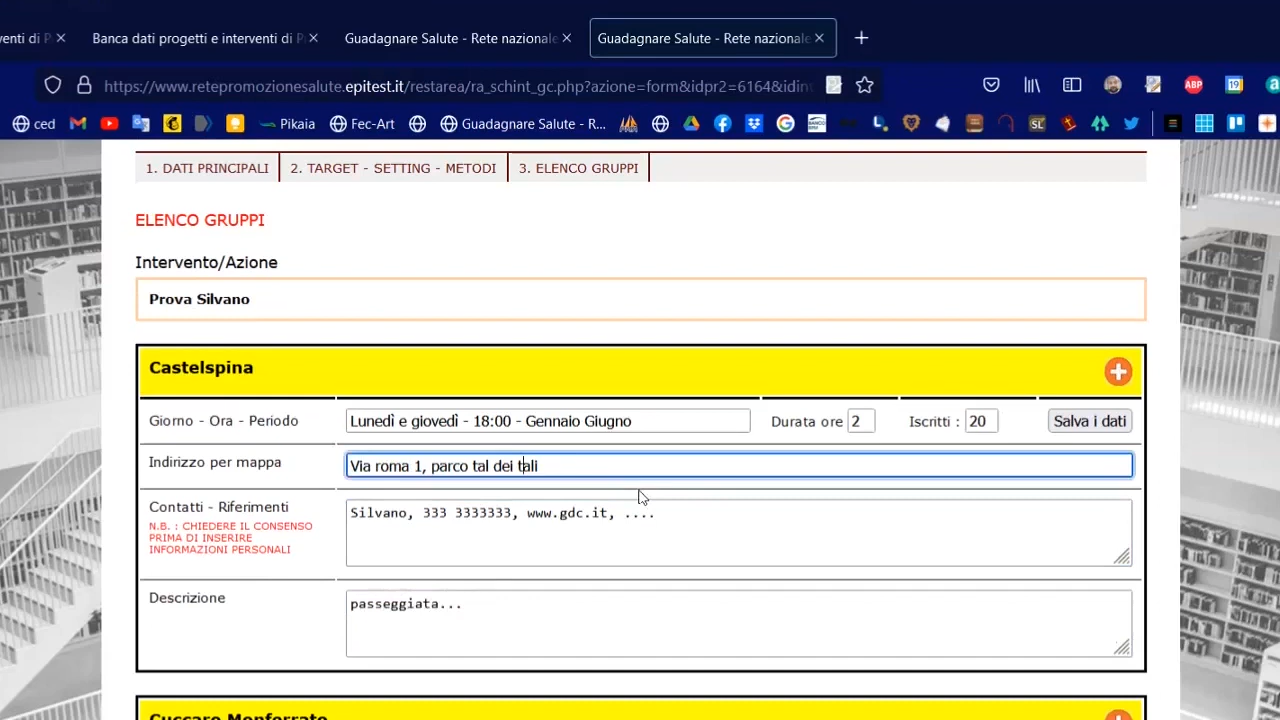 venti di P
Banca dati progetti e interventi di P
Guadagnare Salute - Rete nazionale
Guadagnare Salute - Rete nazionale
https://www.retepromozionesalute.epitest.it/restarea/ra_schint_gc.php?azione=form&idpr2=6164&idint
ABP
19
ced
Pikaia
Fec-Art
Guadagnare Salute - R...
SL
1. DATI PRINCIPALI
2. TARGET - SETTING - METODI
3. ELENCO GRUPPI
ELENCO GRUPPI
Intervento/Azione
Prova Silvano
Castelspina
Giorno - Ora - Periodo
Lunedì e giovedì - 18:00 - Gennaio Giugno
Durata ore 2
Iscritti : 20
Salva i dati
Indirizzo per mappa
Via roma 1, parco tal dei tali
Contatti - Riferimenti
N.B. : CHIEDERE IL CONSENSO
PRIMA DI INSERIRE
INFORMAZIONI PERSONALI
Silvano, 333 3333333, www.gdc.it, ....
Descrizione
passeggiata...
Cuccaro Monferrato